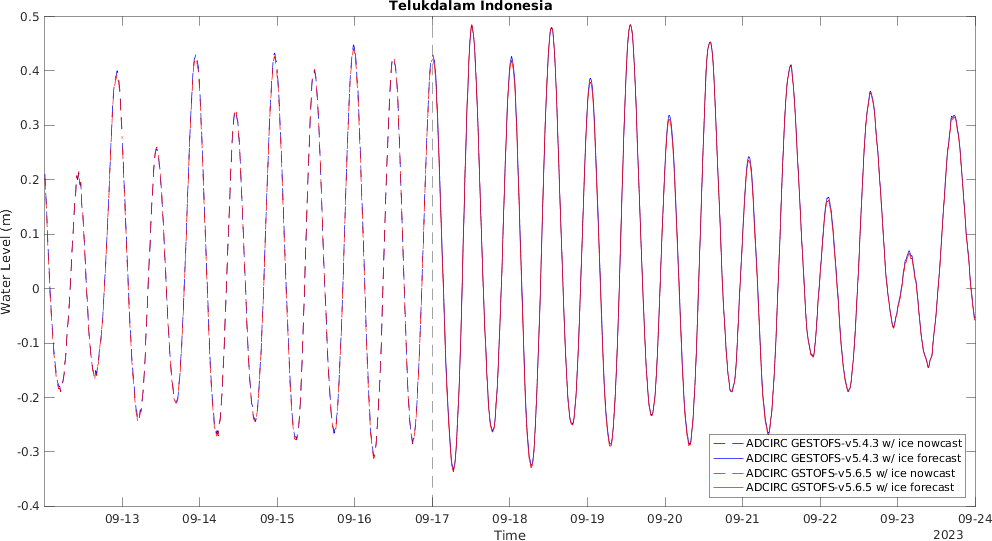 Telukdalam Indonesia
0.5
0.4
0.3
0.2
0.1
0
-0.1
-0.2
-0.3
-0.4
Water Level (m)
ADCIRC GESTOFS-v5.4.3 w/ ice nowcast
ADCIRC GESTOFS-v5.4.3 w/ ice forecast
ADCIRC GSTOFS-v5.6.5 w/ ice nowcast
ADCIRC GSTOFS-v5.6.5 w/ ice forecast
09-13 09-14 09-15 09-16 09-17 09-18 09-19 09-20 09-21 09-22 09-23 09-24
Time
2023